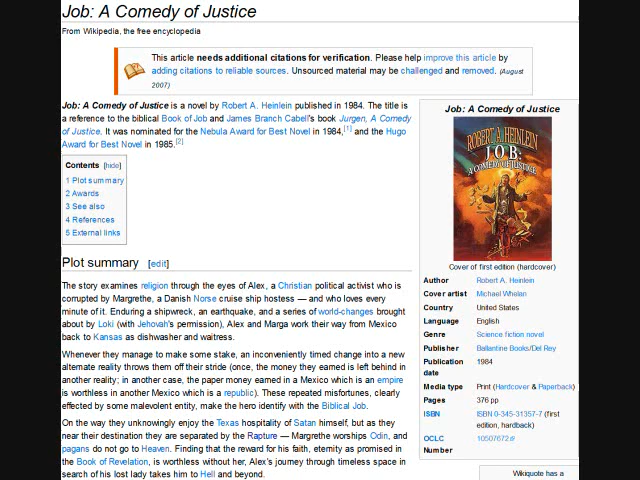 Job: A Comedy of Justice
From Wikipedia, the free encyclopedia
This article needs additional citations for verification. Please help improve this article by
adding citations to reliable sources. Unsourced material may be challenged and removed. (August
2007)
Job: A Comedy of Justice is a novel by Robert A. Heinlein published in 1984. The title is
a reference to the biblical Book of Job and James Branch Cabell's book Jurgen, A Comedy
of Justice. It was nominated for the Nebula Award for Best Novel in 1984,[1] and the Hugo
Award for Best Novel in 1985.[2]
Contents [hide]
1 Plot summary
2 Awards
3 See also
4 References
5 External links
Plot summary [edit]
The story examines religion through the eyes of Alex, a Christian political activist who is
corrupted by Margrethe, a Danish Norse cruise ship hostess — and who loves every
minute of it. Enduring a shipwreck, an earthquake, and a series of world-changes brought
about by Loki (with Jehovah's permission), Alex and Marga work their way from Mexico
back to Kansas as dishwasher and waitress.
Whenever they manage to make some stake, an inconveniently timed change into a new
alternate reality throws them off their stride (once, the money they earned is left behind in
another reality; in another case, the paper money earned in a Mexico which is an empire
is worthless in another Mexico which is a republic). These repeated misfortunes, clearly
effected by some malevolent entity, make the hero identify with the Biblical Job.
On the way they unknowingly enjoy the Texas hospitality of Satan himself, but as they
near their destination they are separated by the Rapture — Margrethe worships Odin, and
pagans do not go to Heaven. Finding that the reward for his faith, eternity as promised in
the Book of Revelation, is worthless without her, Alex's journey through timeless space in
search of his lost lady takes him to Hell and beyond.
Job: A Comedy of Justice
ROBERT A. HEINLEIN
JOB:
A COMEDY OF JUSTICE
Cover of first edition (hardcover)
Author Robert A. Heinlein
Cover artist Michael Whelan
Country United States
Language English
Genre Science fiction novel
Publisher Ballantine Books/Del Rey
Publication 1984
date
Media type Print (Hardcover & Paperback)
Pages 376 pp
ISBN ISBN 0-345-31357-7 (first
edition, hardback)
OCLC 10507672
Number
Wikiquote has a